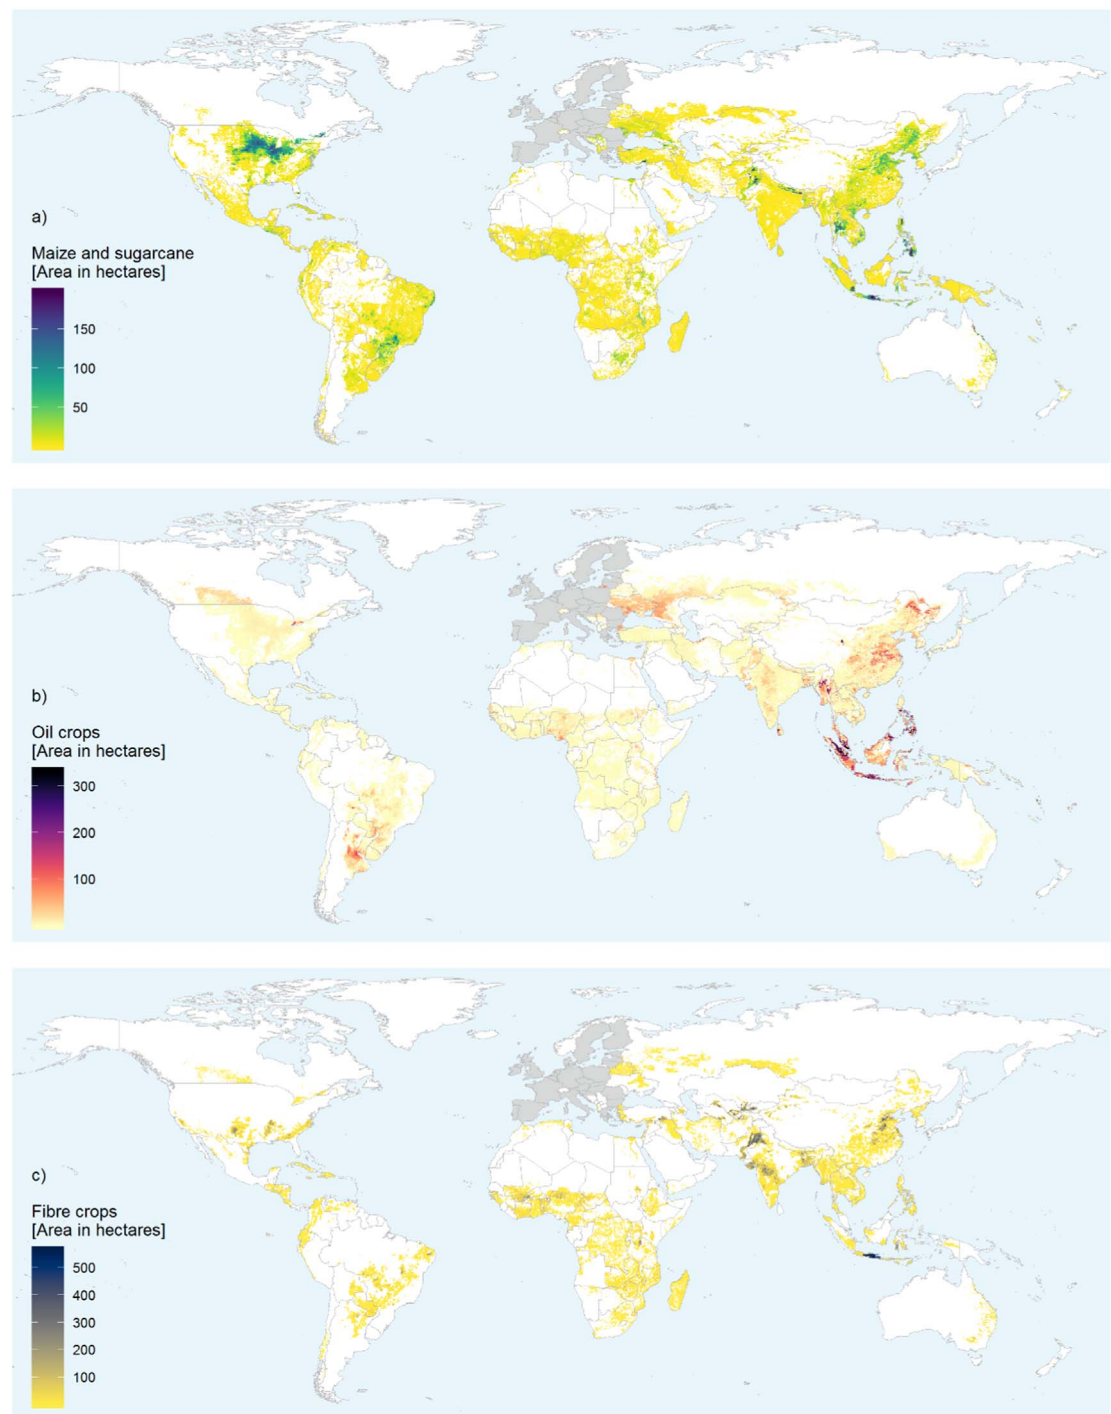 a)
Maize and sugarcane
[Area in hectares]
150
100
50
b)
Oil crops
[Area in hectares]
300
200
100
c)
Fibre crops
[Area in hectares]
500
400
300
200
100